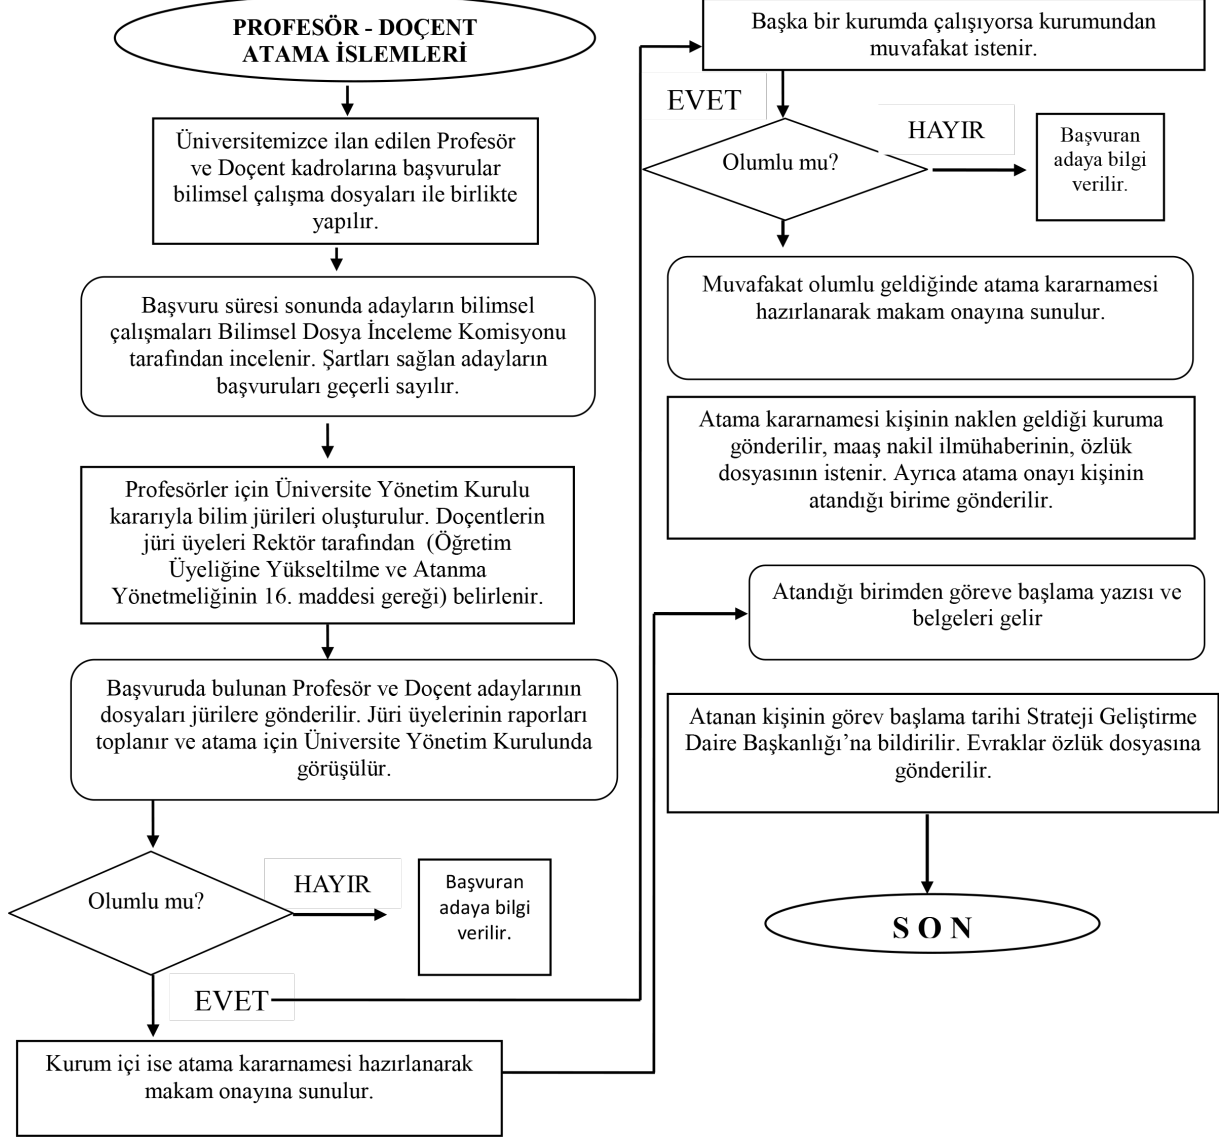 PROFESÖR - DOÇENT
ATAMA İSLEMLERİ
Üniversitemizce ilan edilen Profesör
ve Doçent kadrolarına başvurular
bilimsel çalışma dosyaları ile birlikte
yapılır.
Başvuru süresi sonunda adayların bilimsel
çalışmaları Bilimsel Dosya İnceleme Komisyonu
tarafından incelenir. Şartları sağlan adayların
başvuruları geçerli sayılır.
Profesörler için Üniversite Yönetim Kurulu
kararıyla bilim jürileri oluşturulur. Doçentlerin
jüri üyeleri Rektör tarafından (Öğretim
Üyeliğine Yükseltilme ve Atanma
Yönetmeliğinin 16. maddesi gereği) belirlenir.
Başvuruda bulunan Profesör ve Doçent adaylarının
dosyaları jürilere gönderilir. Jüri üyelerinin raporları
toplanır ve atama için Üniversite Yönetim Kurulunda
görüşülür.
Olumlu mu?
HAYIR
Başvuran
adaya bilgi
verilir.
EVET
Kurum içi ise atama kararnamesi hazırlanarak
makam onayına sunulur.
Başka bir kurumda çalışıyorsa kurumundan
muvafakat istenir.
EVET
Olumlu mu?
HAYIR
Başvuran
adaya bilgi
verilir.
Muvafakat olumlu geldiğinde atama kararnamesi
hazırlanarak makam onayına sunulur.
Atama kararnamesi kişinin naklen geldiği kuruma
gönderilir, maaş nakil ilmühaberinin, özlük
dosyasının istenir. Ayrıca atama onayı kişinin
atandığı birime gönderilir.
Atandığı birimden göreve başlama yazısı ve
belgeleri gelir
Atanan kişinin görev başlama tarihi Strateji Geliştirme
Daire Başkanlığı’na bildirilir. Evraklar özlük dosyasına
gönderilir.
S O N